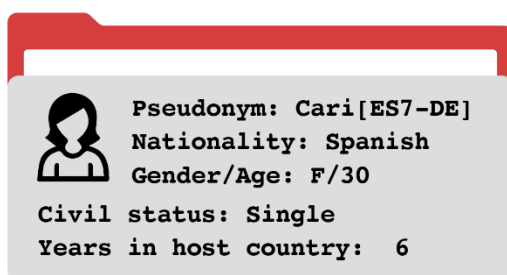 Pseudonym: Cari[ES7-DE]
Nationality: Spanish
Gender/Age: F/30
Civil status: Single
Years in host country: 6